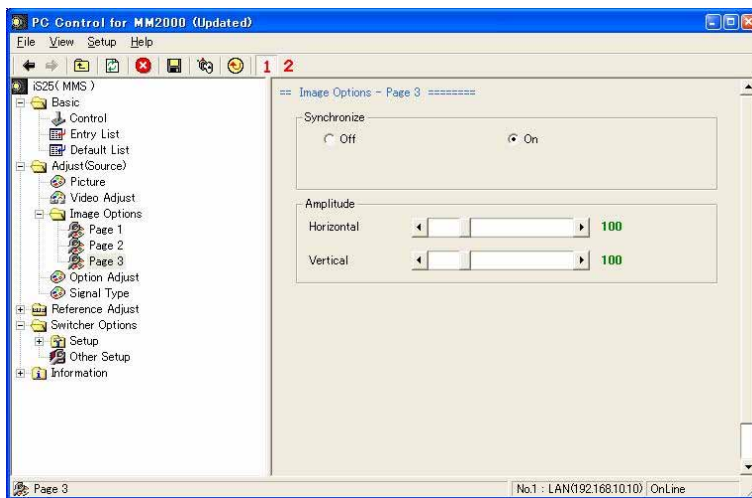 PC Control for MM2000 (Updated)
File View Setup Help
1 2
iS25( MMS )
Basic
Control
Entry List
Default List
Adjust(Source)
Picture
Video Adjust
Image Options
Page 1
Page 2
Page 3
Option Adjust
Signal Type
Reference Adjust
Switcher Options
Setup
Other Setup
Information
== Image Options - Page 3 ========
Synchronize
Off On
Amplitude
Horizontal 100
Vertical 100
Page 3 No.1 : LAN(192.168.10.10) OnLine